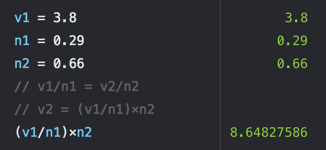 v1 = 3.8 3.8
n1 = 0.29 0.29
n2 = 0.66 0.66
// v1/n1 = v2/n2
// v2 = (v1/n1)×n2
(v1/n1)×n2 8.64827586